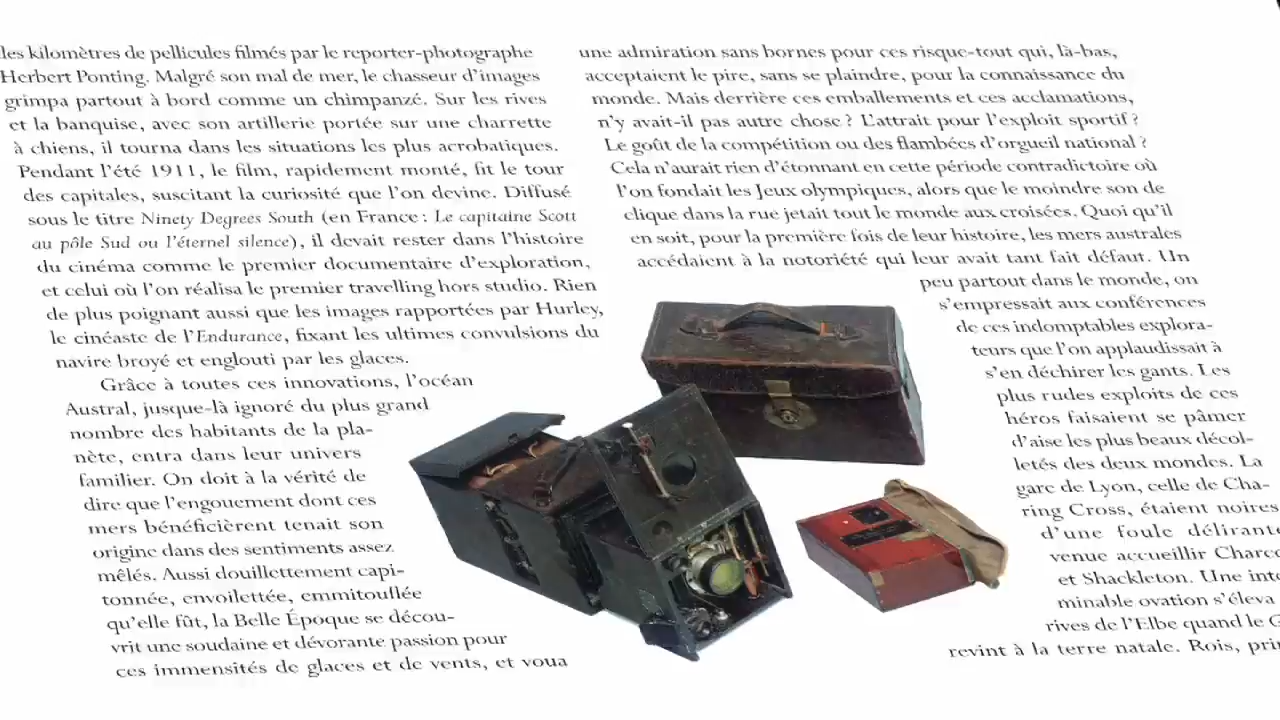 les kilomètres de pellicules filmés par le reporter-photographe
Herbert Ponting. Malgré son mal de mer, le chasseur d'images
grimpa partout à bord comme un chimpanzé. Sur les rives
et la banquise, avec son artillerie portée sur une charrette
à chiens, il tourna dans les situations les plus acrobatiques.
Pendant l'été 1911, le film, rapidement monté, fit le tour
des capitales, suscitant la curiosité que l'on devine. Diffusé
sous le titre Ninety Degrees South (en France : Le capitaine Scott
au pôle Sud ou l'éternel silence), il devait rester dans l'histoire
du cinéma comme le premier documentaire d'exploration,
et celui où l'on réalisa le premier travelling hors studio. Rien
de plus poignant aussi que les images rapportées par Hurley,
le cinéaste de l'Endurance, fixant les ultimes convulsions du
navire broyé et englouti par les glaces.
Grâce à toutes ces innovations, l'océan
Austral, jusque-là ignoré du plus grand
nombre des habitants de la pla-
nète, entra dans leur univers
familier. On doit à la vérité de
dire que l'engouement dont ces
mers bénéficièrent tenait son
origine dans des sentiments assez
mêlés. Aussi douillettement capi-
tonnée, envoilettée, emmitouflée
qu'elle fût, la Belle Époque se décou-
vrit une soudaine et dévorante passion pour
ces immensités de glaces et de vents, et voua
une admiration sans bornes pour ces risque-tout qui, là-bas,
acceptaient le pire, sans se plaindre, pour la connaissance du
monde. Mais derrière ces emballements et ces acclamations,
n'y avait-il pas autre chose ? L'attrait pour l'exploit sportif ?
Le goût de la compétition ou des flambées d'orgueil national ?
Cela n'aurait rien d'étonnant en cette période contradictoire où
l'on fondait les Jeux olympiques, alors que le moindre son de
clique dans la rue jetait tout le monde aux croisées. Quoi qu'il
en soit, pour la première fois de leur histoire, les mers australes
accédaient à la notoriété qui leur avait tant fait défaut. Un
peu partout dans le monde, on
s'empressait aux conférences
de ces indomptables explora-
teurs que l'on applaudissait à
s'en déchirer les gants. Les
plus rudes exploits de ces
héros faisaient se pâmer
d'aise les plus beaux décol-
letés des deux mondes. La
gare de Lyon, celle de Cha-
ring Cross, étaient noires
d'une foule délirante
venue accueillir Charco
et Shackleton. Une inte
minable ovation s'éleva
rives de l'Elbe quand le G
revint à la terre natale. Rois, prin